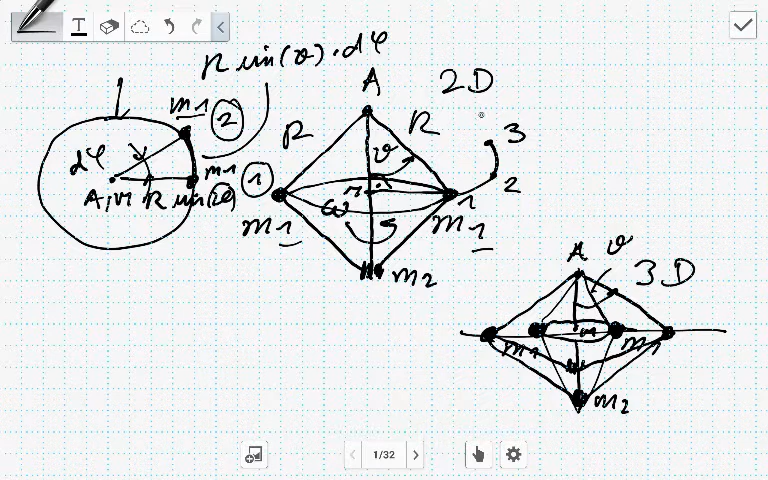 T
R sin(ϑ)·dφ
A 2D
m1 ②
R R
3
dφ φ
ϑ
m1 ①
2
A,M R sin(ϑ)
r 1
ω
m1 m1
m2
A ϑ
3D
m1 m1
m2
1/32